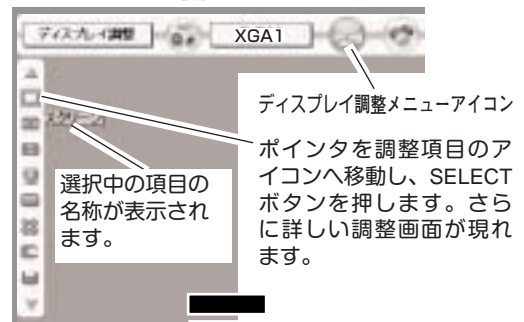 ディスプレイ調整
XGA1
ディスプレイ調整メニューアイコン
スクリーン
ポインタを調整項目のア
イコンへ移動し、SELECT
ボタンを押します。さら
に詳しい調整画面が現れ
ます。
選択中の項目の
名称が表示され
ます。